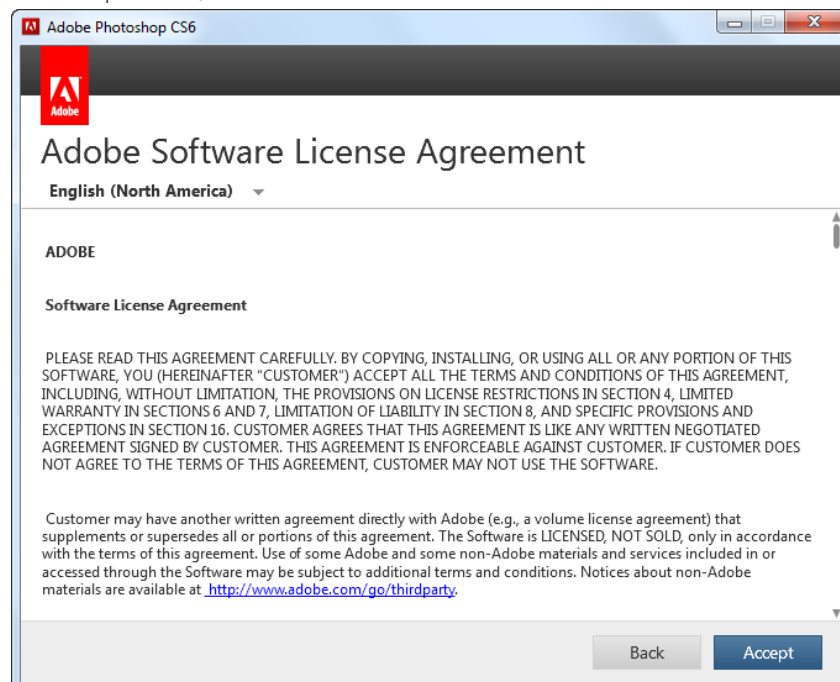 Adobe Photoshop CS6
Adobe
Adobe Software License Agreement
English (North America)
ADOBE
Software License Agreement
PLEASE READ THIS AGREEMENT CAREFULLY. BY COPYING, INSTALLING, OR USING ALL OR ANY PORTION OF THIS
SOFTWARE, YOU (HEREINAFTER “CUSTOMER”) ACCEPT ALL THE TERMS AND CONDITIONS OF THIS AGREEMENT,
INCLUDING, WITHOUT LIMITATION, THE PROVISIONS ON LICENSE RESTRICTIONS IN SECTION 4, LIMITED
WARRANTY IN SECTIONS 6 AND 7, LIMITATION OF LIABILITY IN SECTION 8, AND SPECIFIC PROVISIONS AND
EXCEPTIONS IN SECTION 16. CUSTOMER AGREES THAT THIS AGREEMENT IS LIKE ANY WRITTEN NEGOTIATED
AGREEMENT SIGNED BY CUSTOMER. THIS AGREEMENT IS ENFORCEABLE AGAINST CUSTOMER. IF CUSTOMER DOES
NOT AGREE TO THE TERMS OF THIS AGREEMENT, CUSTOMER MAY NOT USE THE SOFTWARE.
Customer may have another written agreement directly with Adobe (e.g., a volume license agreement) that
supplements or supersedes all or portions of this agreement. The Software is LICENSED, NOT SOLD, only in accordance
with the terms of this agreement. Use of some Adobe and some non-Adobe materials and services included in or
accessed through the Software may be subject to additional terms and conditions. Notices about non-Adobe
materials are available at http://www.adobe.com/go/thirdparty.
Back
Accept